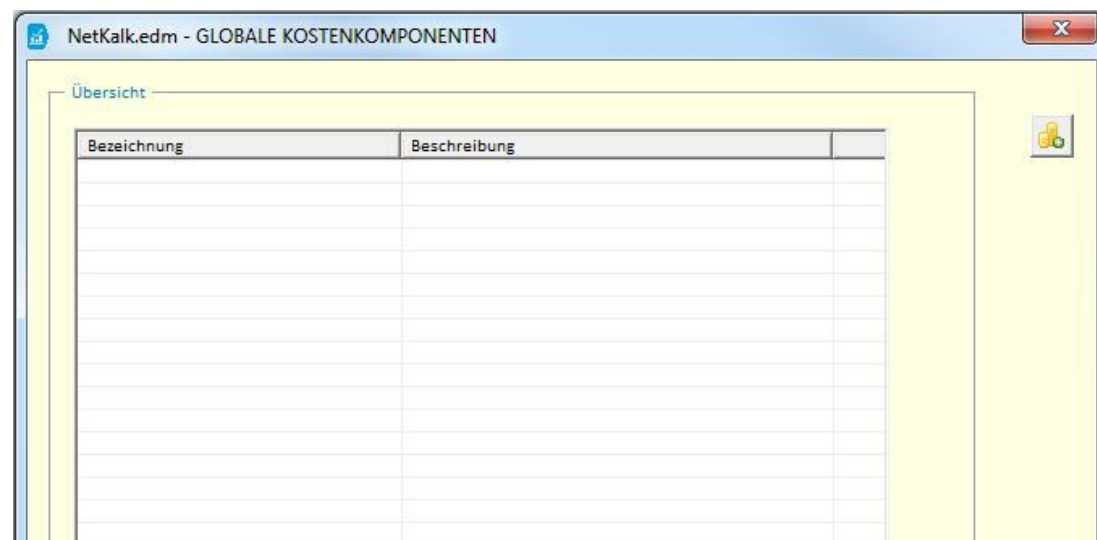 NetKalk.edm - GLOBALE KOSTENKOMPONENTEN
Übersicht
Bezeichnung Beschreibung